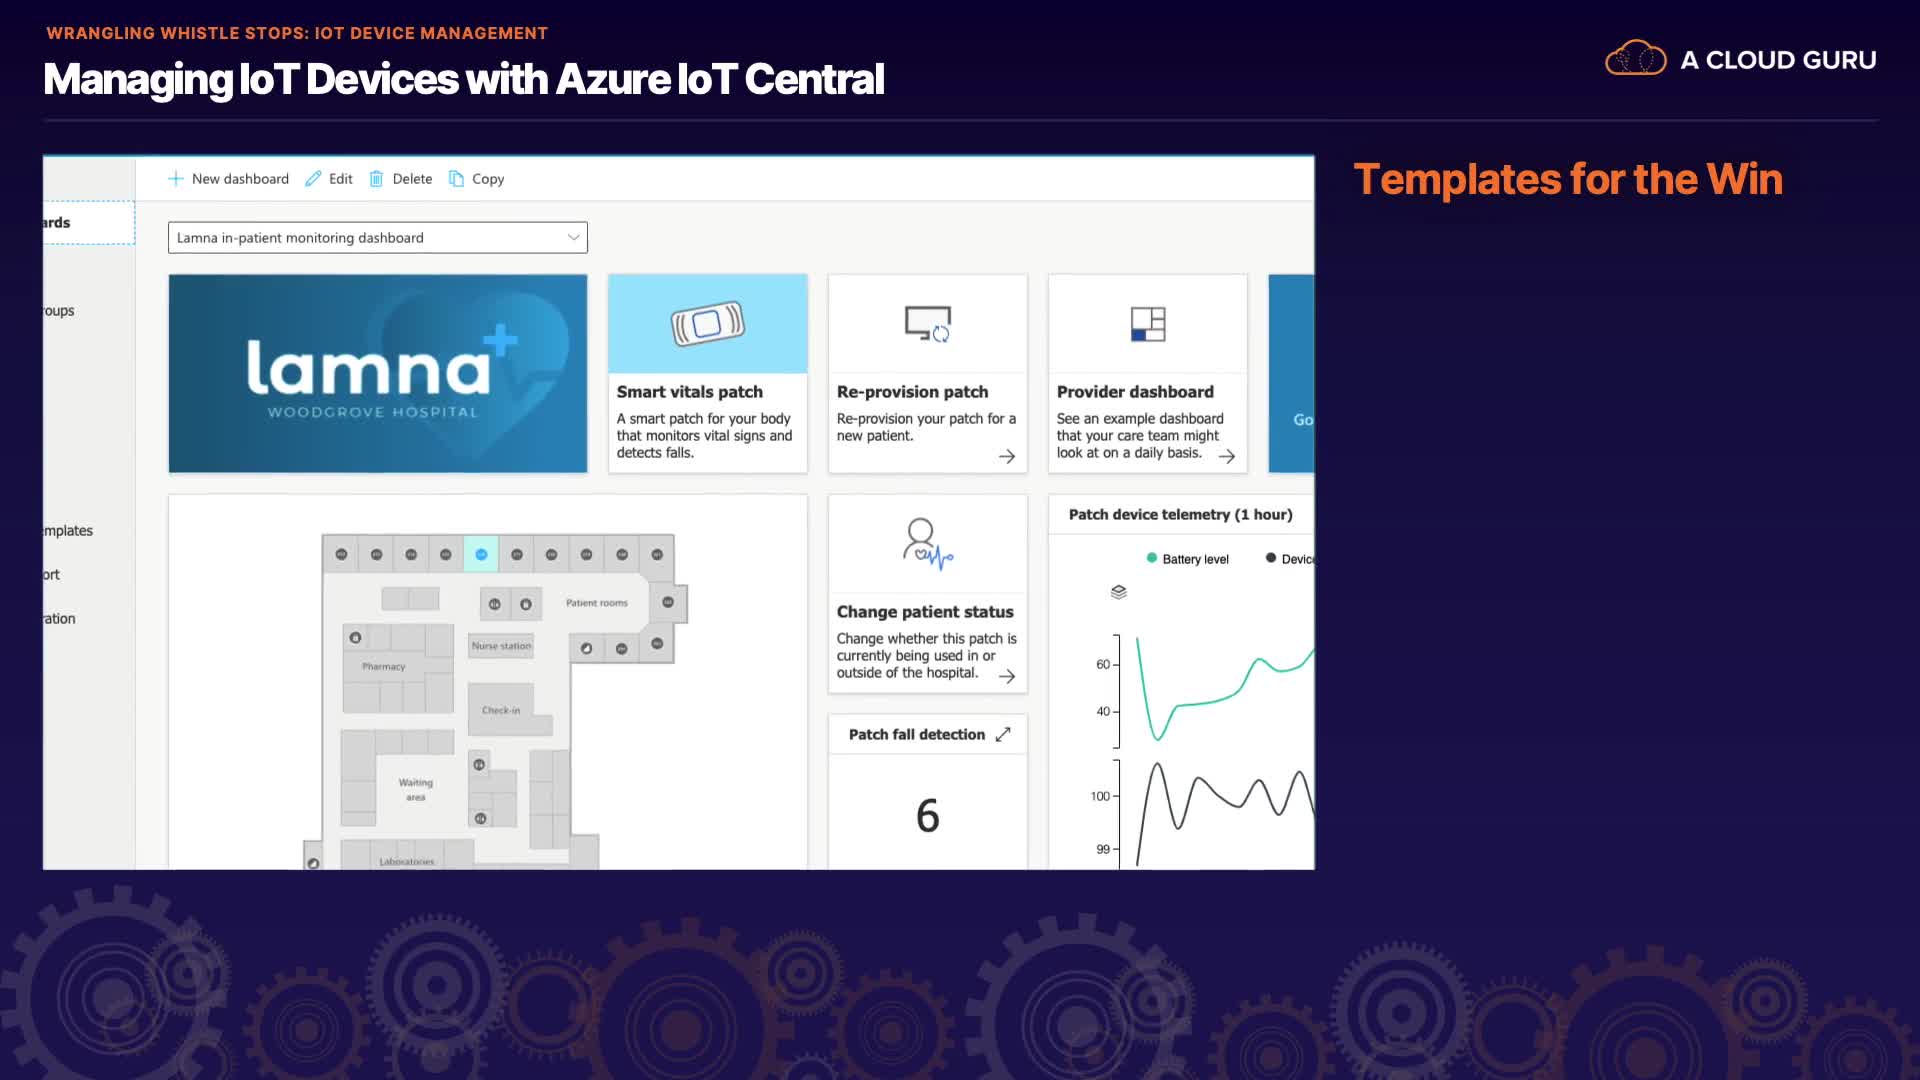 WRANGLING WHISTLE STOPS: IOT DEVICE MANAGEMENT
Managing IoT Devices with Azure IoT Central
A CLOUD GURU
Templates for the Win
New dashboard
Edit
Delete
Copy
ards
Lamna in-patient monitoring dashboard
roups
mplates
ort
ration
lamna
WOODGROVE HOSPITAL
Smart vitals patch
A smart patch for your body
that monitors vital signs and
detects falls.
Re-provision patch
Re-provision your patch for a
new patient.
Provider dashboard
See an example dashboard
that your care team might
look at on a daily basis.
Go
Patient rooms
Nurse station
Pharmacy
Check-in
Waiting
area
Laboratories
Change patient status
Change whether this patch is
currently being used in or
outside of the hospital.
Patch fall detection
6
Patch device telemetry (1 hour)
Battery level
Device
60
40
100
99